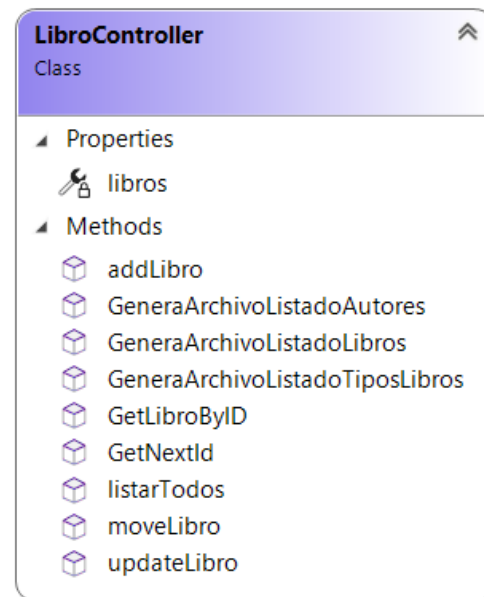 LibroController
Class
Properties
libros
Methods
addLibro
GeneraArchivoListadoAutores
GeneraArchivoListadoLibros
GeneraArchivoListadoTiposLibros
GetLibroByID
GetNextId
listarTodos
moveLibro
updateLibro